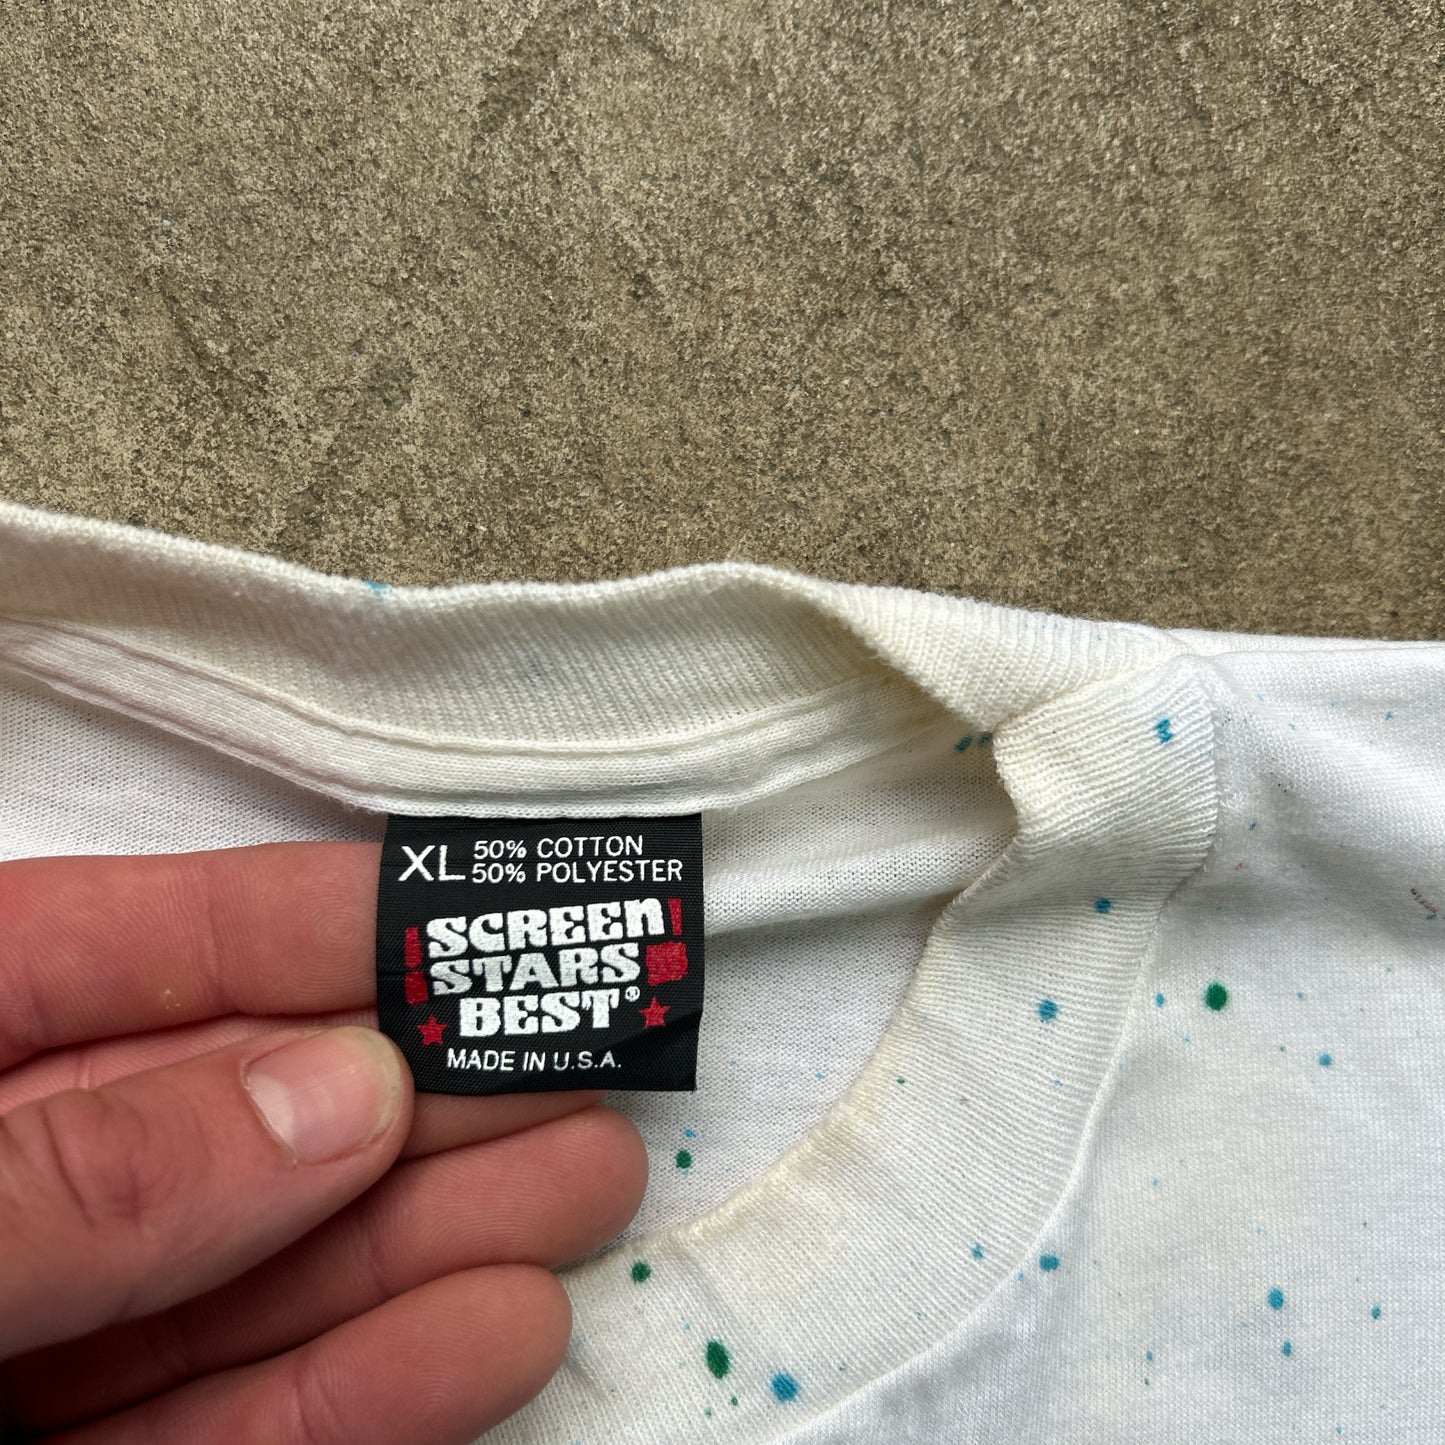 XL 50% COTTON
50% POLYESTER
SCREEN
STARS
BEST®
MADE IN U.S.A.